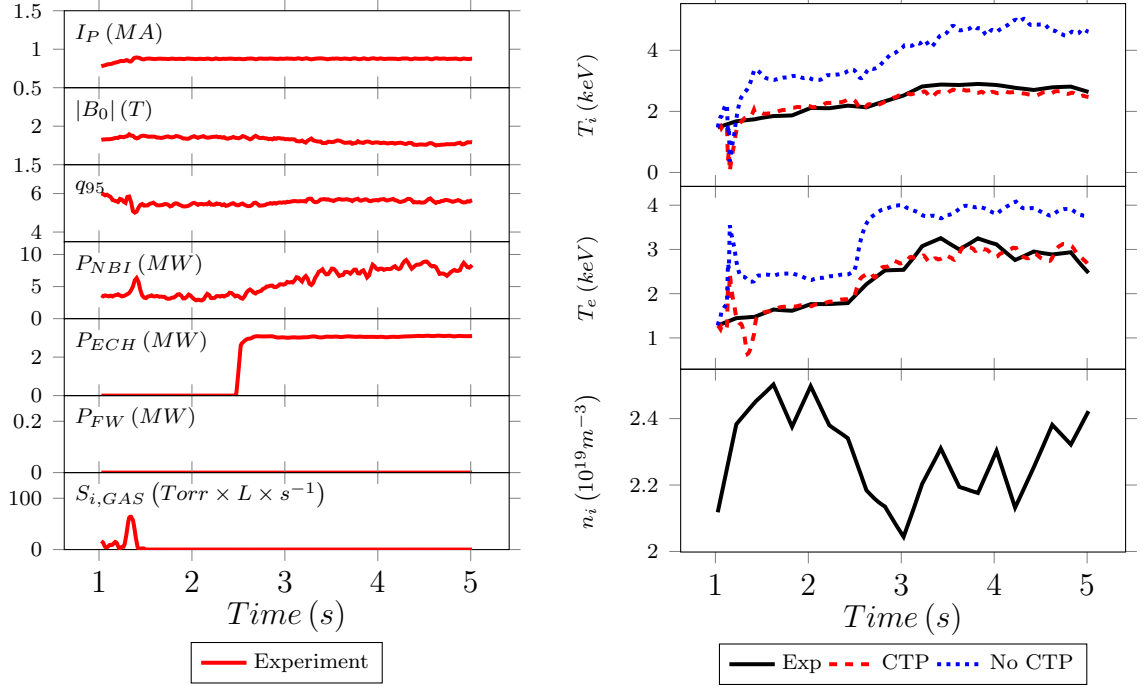 1.5
1
0.5
I_P (MA)
2
1.5
|B_0| (T)
6
4
q_95
10
5
0
P_NBI (MW)
2
0
P_ECH (MW)
0.2
0
P_FW (MW)
100
0
S_{i,GAS} (Torr × L × s^{−1})
1 2 3 4 5
Time (s)
Experiment
4
2
0
T_i (keV)
4
3
2
1
T_e (keV)
2.4
2.2
2
n_i (10^{19}m^{−3})
1 2 3 4 5
Time (s)
Exp CTP No CTP